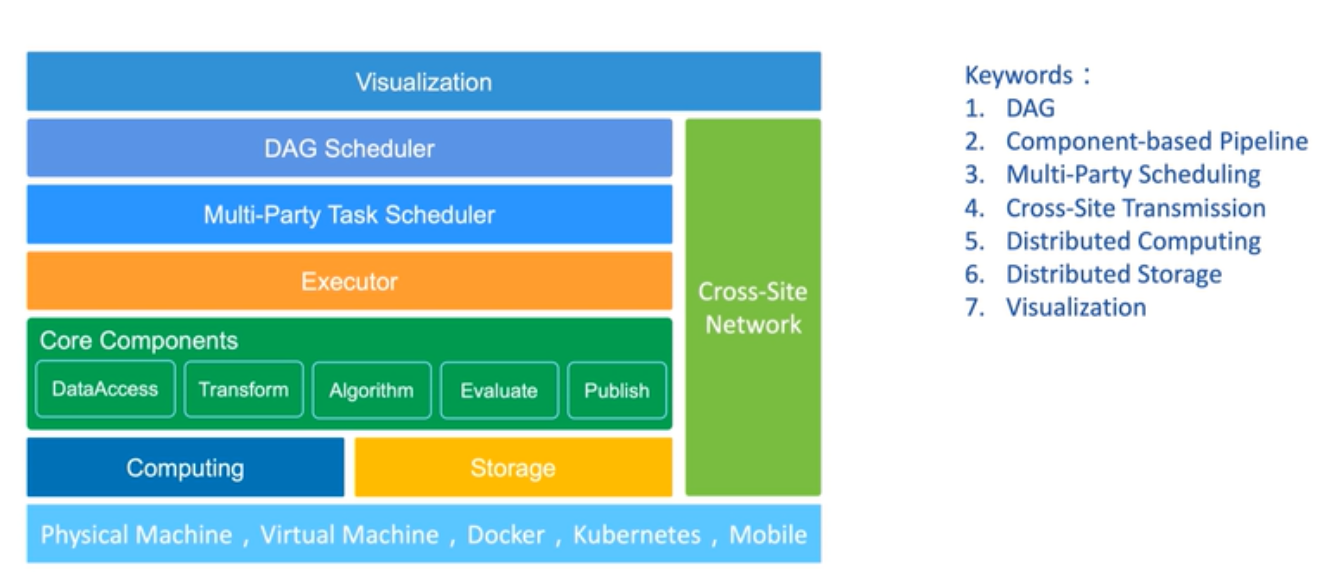 Visualization
DAG Scheduler
Multi-Party Task Scheduler
Executor
Core Components
DataAccess
Transform
Algorithm
Evaluate
Publish
Computing
Storage
Cross-Site
Network
Physical Machine , Virtual Machine , Docker , Kubernetes , Mobile
Keywords：
1. DAG
2. Component-based Pipeline
3. Multi-Party Scheduling
4. Cross-Site Transmission
5. Distributed Computing
6. Distributed Storage
7. Visualization